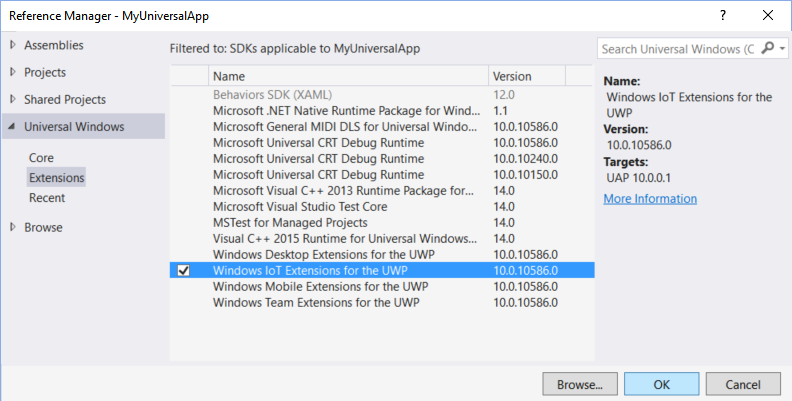 Reference Manager - MyUniversalApp
Assemblies
Projects
Shared Projects
Universal Windows
Core
Extensions
Recent
Browse
Filtered to: SDKs applicable to MyUniversalApp
Name Version
Behaviors SDK (XAML) 12.0
Microsoft .NET Native Runtime Package for Wind... 1.1
Microsoft General MIDI DLS for Universal Windo... 10.0.10586.0
Microsoft Universal CRT Debug Runtime 10.0.10586.0
Microsoft Universal CRT Debug Runtime 10.0.10240.0
Microsoft Universal CRT Debug Runtime 10.0.10150.0
Microsoft Visual C++ 2013 Runtime Package for... 14.0
Microsoft Visual Studio Test Core 14.0
MSTest for Managed Projects 14.0
Visual C++ 2015 Runtime for Universal Windows... 14.0
Windows Desktop Extensions for the UWP 10.0.10586.0
Windows IoT Extensions for the UWP 10.0.10586.0
Windows Mobile Extensions for the UWP 10.0.10586.0
Windows Team Extensions for the UWP 10.0.10586.0
Search Universal Windows (C
Name:
Windows IoT Extensions for the
UWP
Version:
10.0.10586.0
Targets:
UAP 10.0.0.1
More Information
Browse... OK Cancel